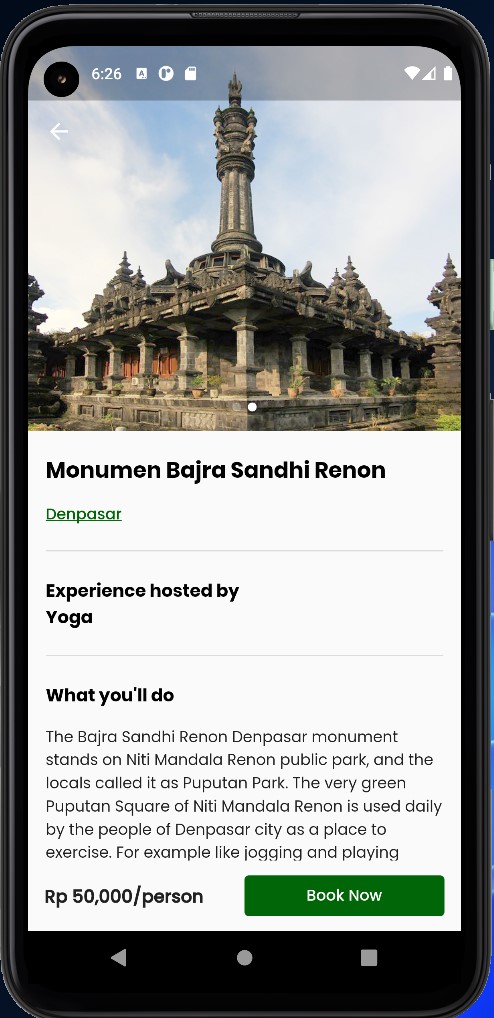 6:26
Monumen Bajra Sandhi Renon
Denpasar
Experience hosted by
Yoga
What you'll do
The Bajra Sandhi Renon Denpasar monument
stands on Niti Mandala Renon public park, and the
locals called it as Puputan Park. The very green
Puputan Square of Niti Mandala Renon is used daily
by the people of Denpasar city as a place to
exercise. For example like jogging and playing
Rp 50,000/person
Book Now